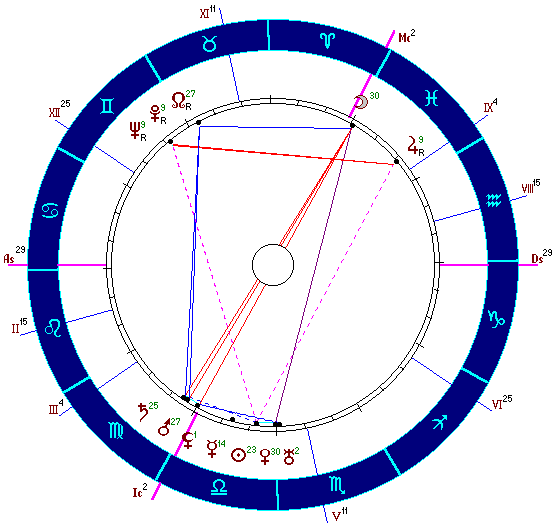 XI 11
Mc 2
♉ ♈
♊ 27 30 ♓
XII 25 ♆ 9 R ♇ 9 R ☊ R ☽ ♃ 9 R IX 4
♋ ♒ VIII 15
As 29 Ds 29
II 15 ♌ ♑
III 4 ♍ ♄ 25 ♂ 27 ⚸ 1 ☿ 14 ☉ 23 ♀ 30 ♅ 2 ♐ VI 25
Ic 2 ♎ ♏
V 11